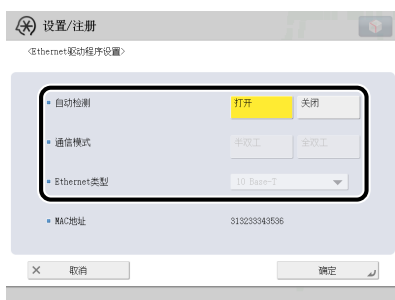 设置/注册
<Ethernet驱动程序设置>
自动检测 打开 关闭
通信模式 半双工 全双工
Ethernet类型 10 Base-T
MAC地址 313233343536
取消 确定